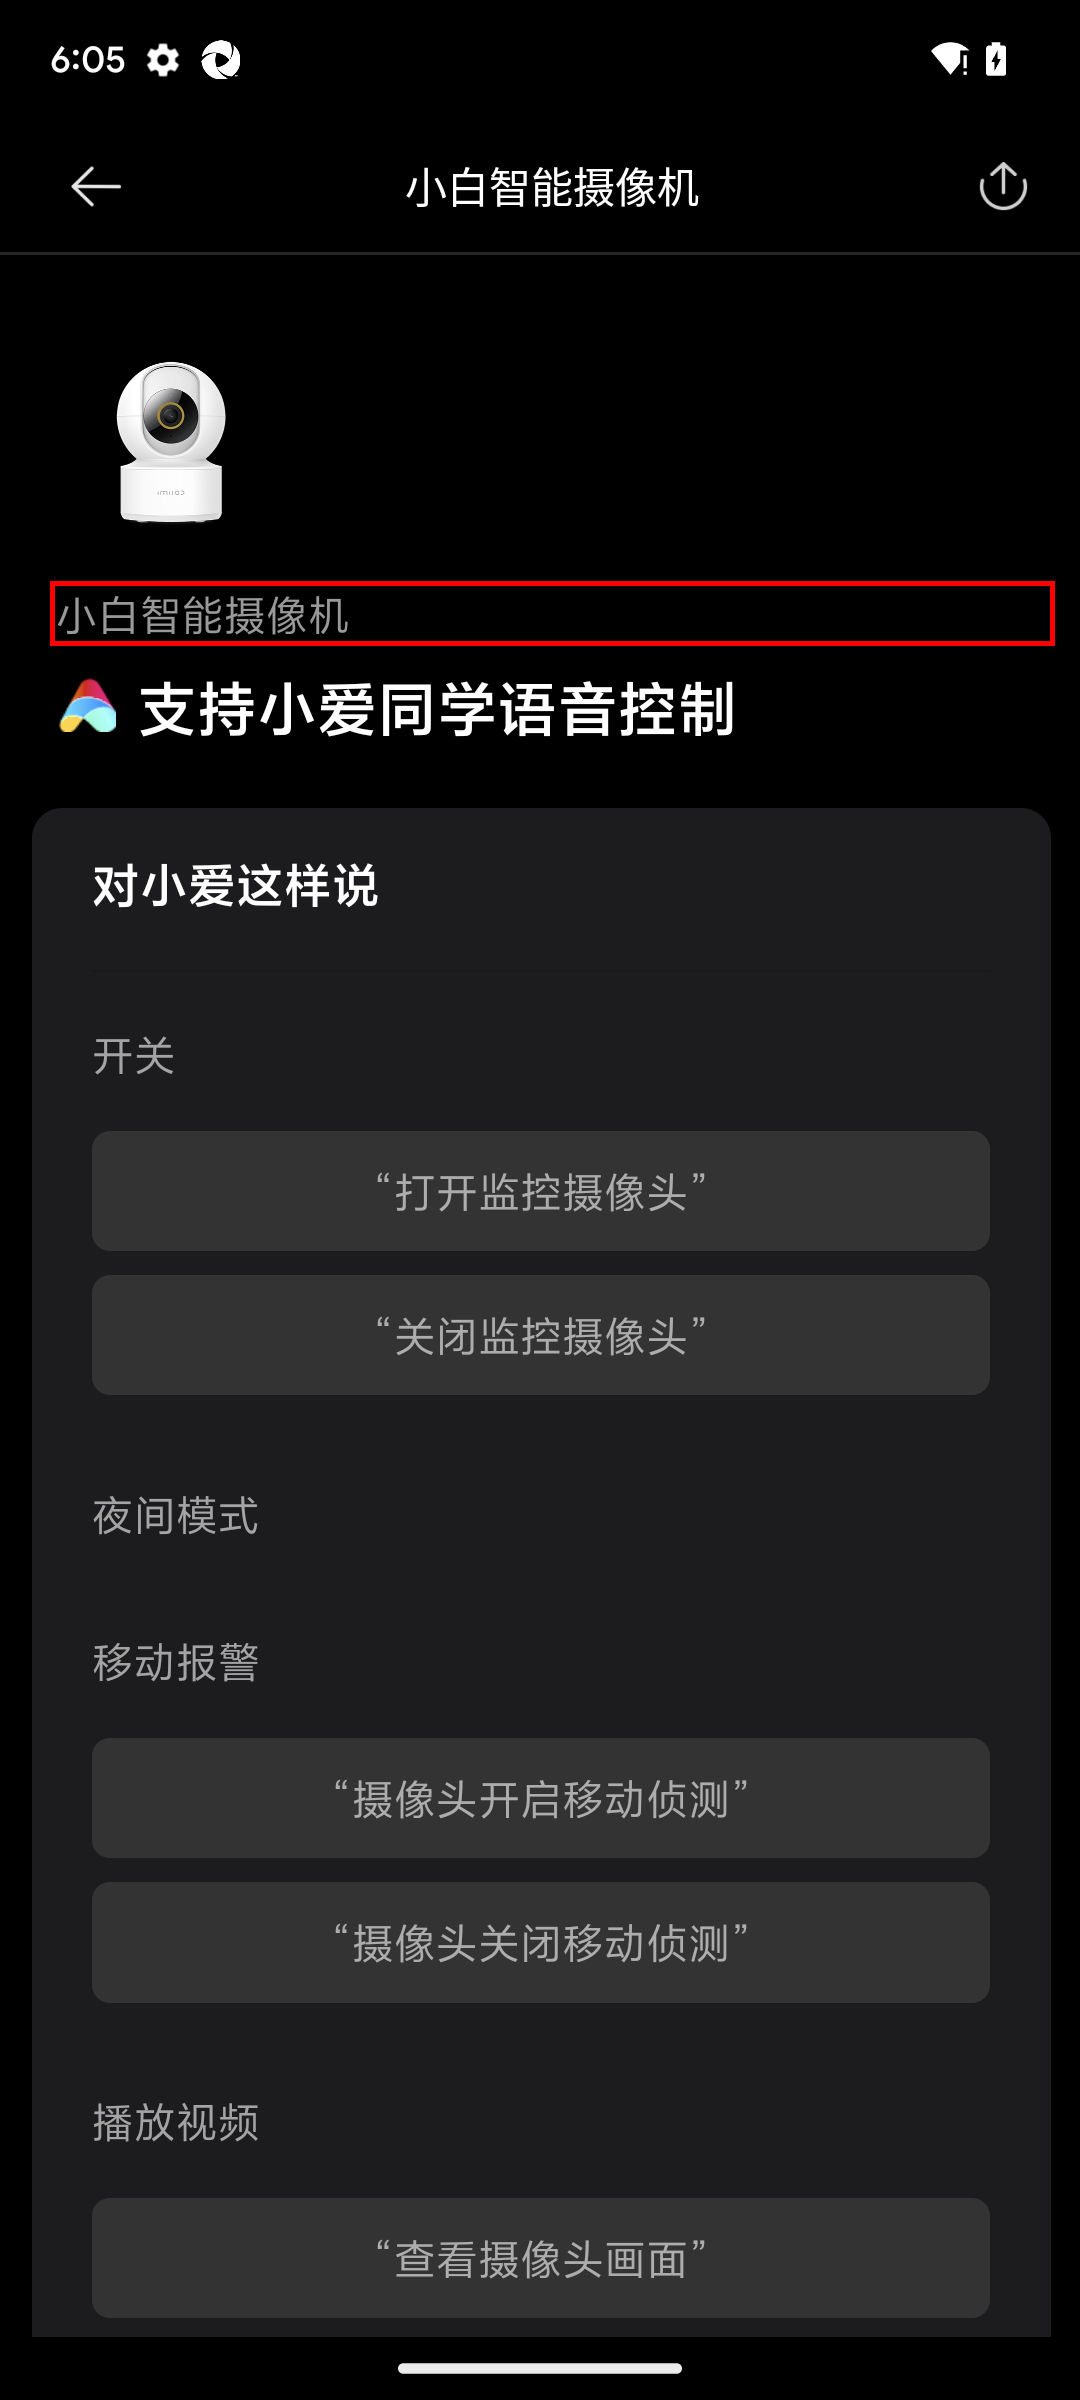 6:05
小白智能摄像机
imilab
小白智能摄像机
支持小爱同学语音控制
对小爱这样说
开关
“打开监控摄像头”
“关闭监控摄像头”
夜间模式
移动报警
“摄像头开启移动侦测”
“摄像头关闭移动侦测”
播放视频
“查看摄像头画面”